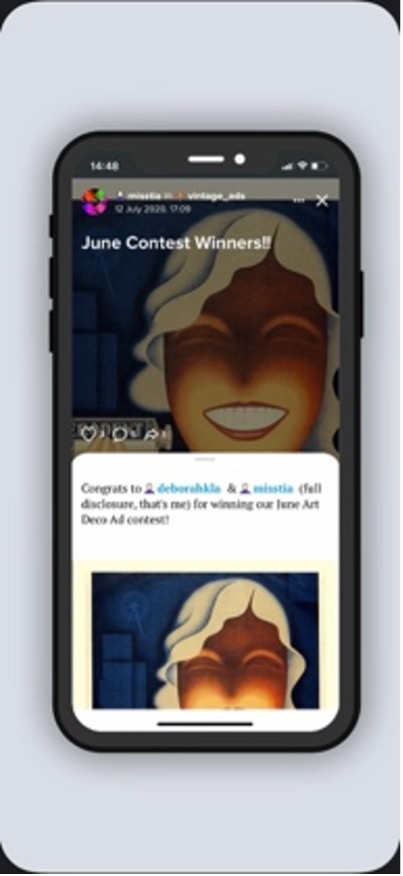 14:48
misstia in vintage_ads
12 July 2020, 17:09
June Contest Winners!!
Congrats to deborahkla & misstia (full
disclosure, that's me) for winning our June Art
Deco Ad contest!